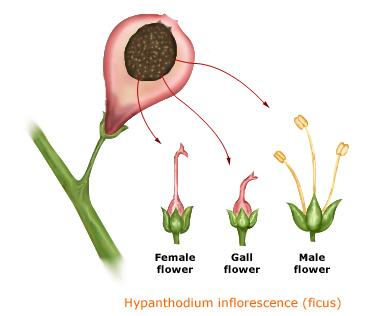 Female flower
Gall flower
Male flower
Hypanthodium inflorescence (ficus)